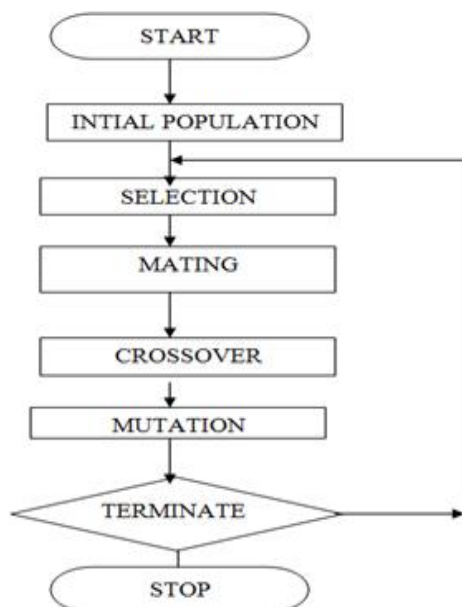 START
INTIAL POPULATION
SELECTION
MATING
CROSSOVER
MUTATION
TERMINATE
STOP